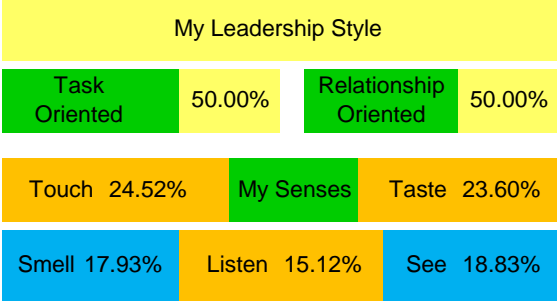 My Leadership Style
Task
Oriented
50.00%
Relationship
Oriented
50.00%
Touch 24.52%
My Senses
Taste 23.60%
Smell 17.93%
Listen 15.12%
See 18.83%